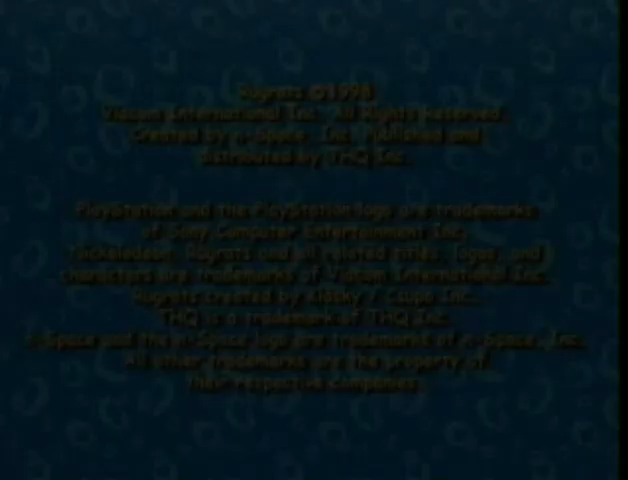 Rugrats ©1998
Viacom International Inc. All Rights Reserved.
Created by n-Space, Inc. Published and
distributed by THQ Inc.
PlayStation and the PlayStation logo are trademarks
of Sony Computer Entertainment Inc.
Nickelodeon, Rugrats and all related titles, logos, and
characters are trademarks of Viacom International Inc.
Rugrats created by Klasky / Csupo Inc.
THQ is a trademark of THQ Inc.
n-Space and the n-Space logo are trademarks of n-Space, Inc.
All other trademarks are the property of
their respective companies.